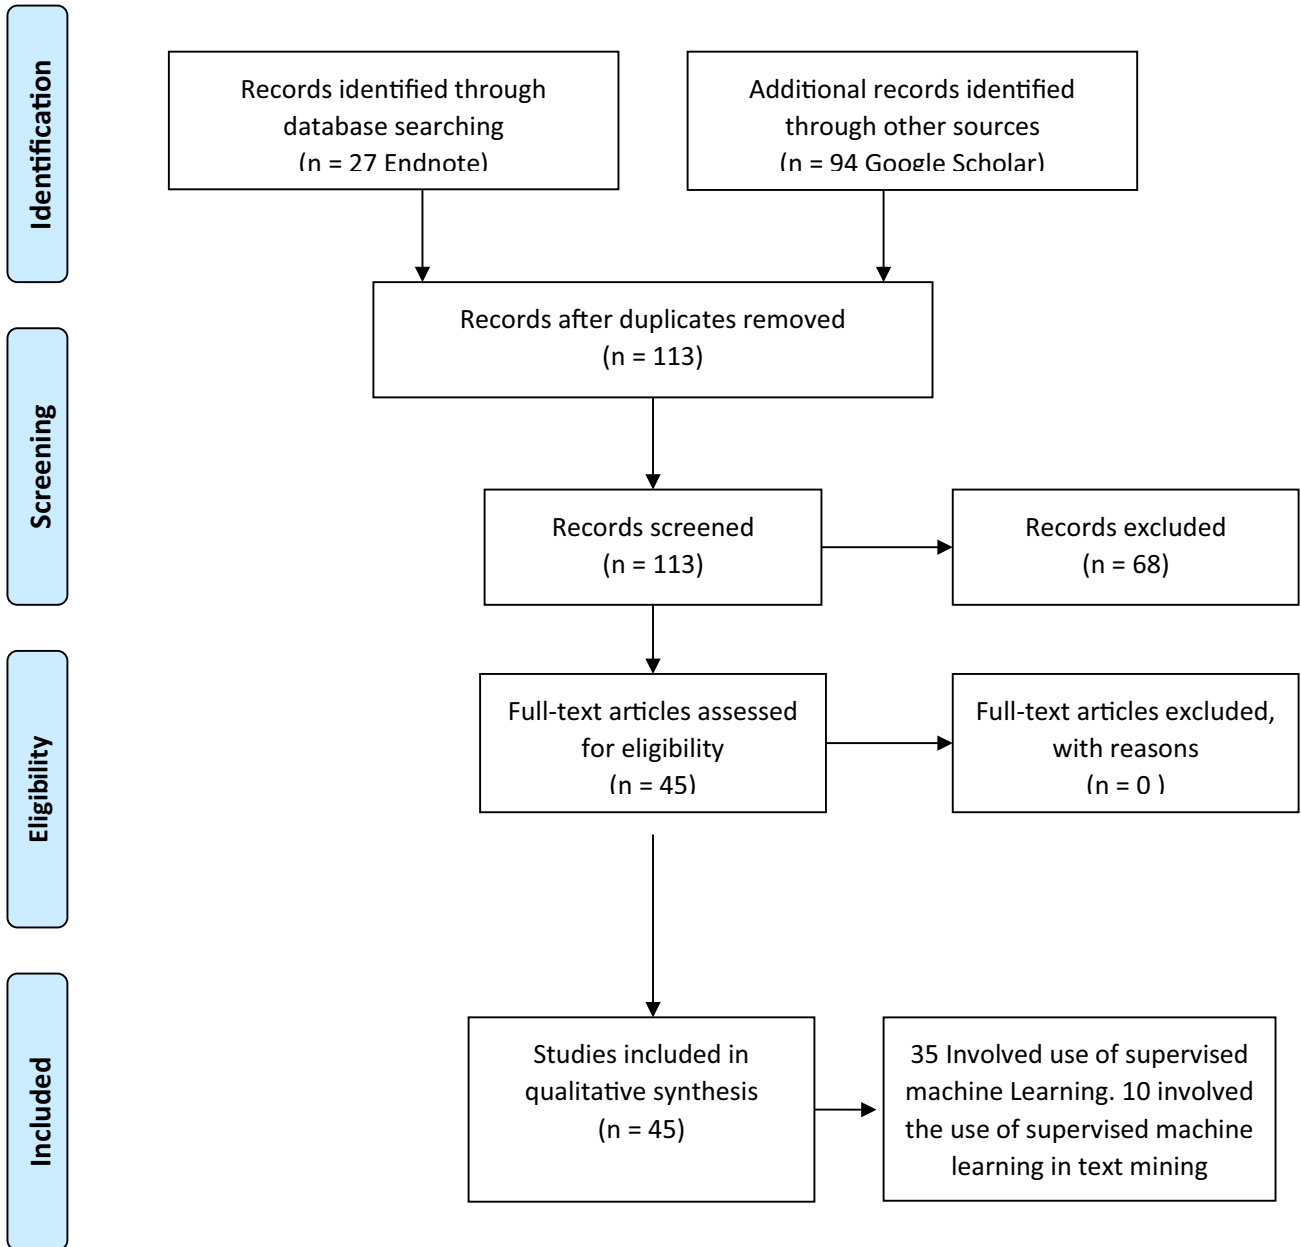 Identification
Records identified through
database searching
(n = 27 Endnote)
Additional records identified
through other sources
(n = 94 Google Scholar)
Records after duplicates removed
(n = 113)
Screening
Records screened
(n = 113)
Records excluded
(n = 68)
Eligibility
Full-text articles assessed
for eligibility
(n = 45)
Full-text articles excluded,
with reasons
(n = 0 )
Included
Studies included in
qualitative synthesis
(n = 45)
35 Involved use of supervised
machine Learning. 10 involved
the use of supervised machine
learning in text mining